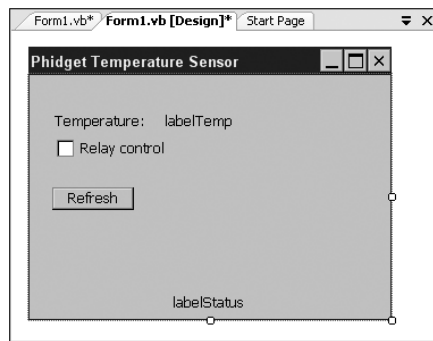 Form1.vb* Form1.vb [Design]* Start Page
Phidget Temperature Sensor
Temperature: labelTemp
Relay control
Refresh
labelStatus